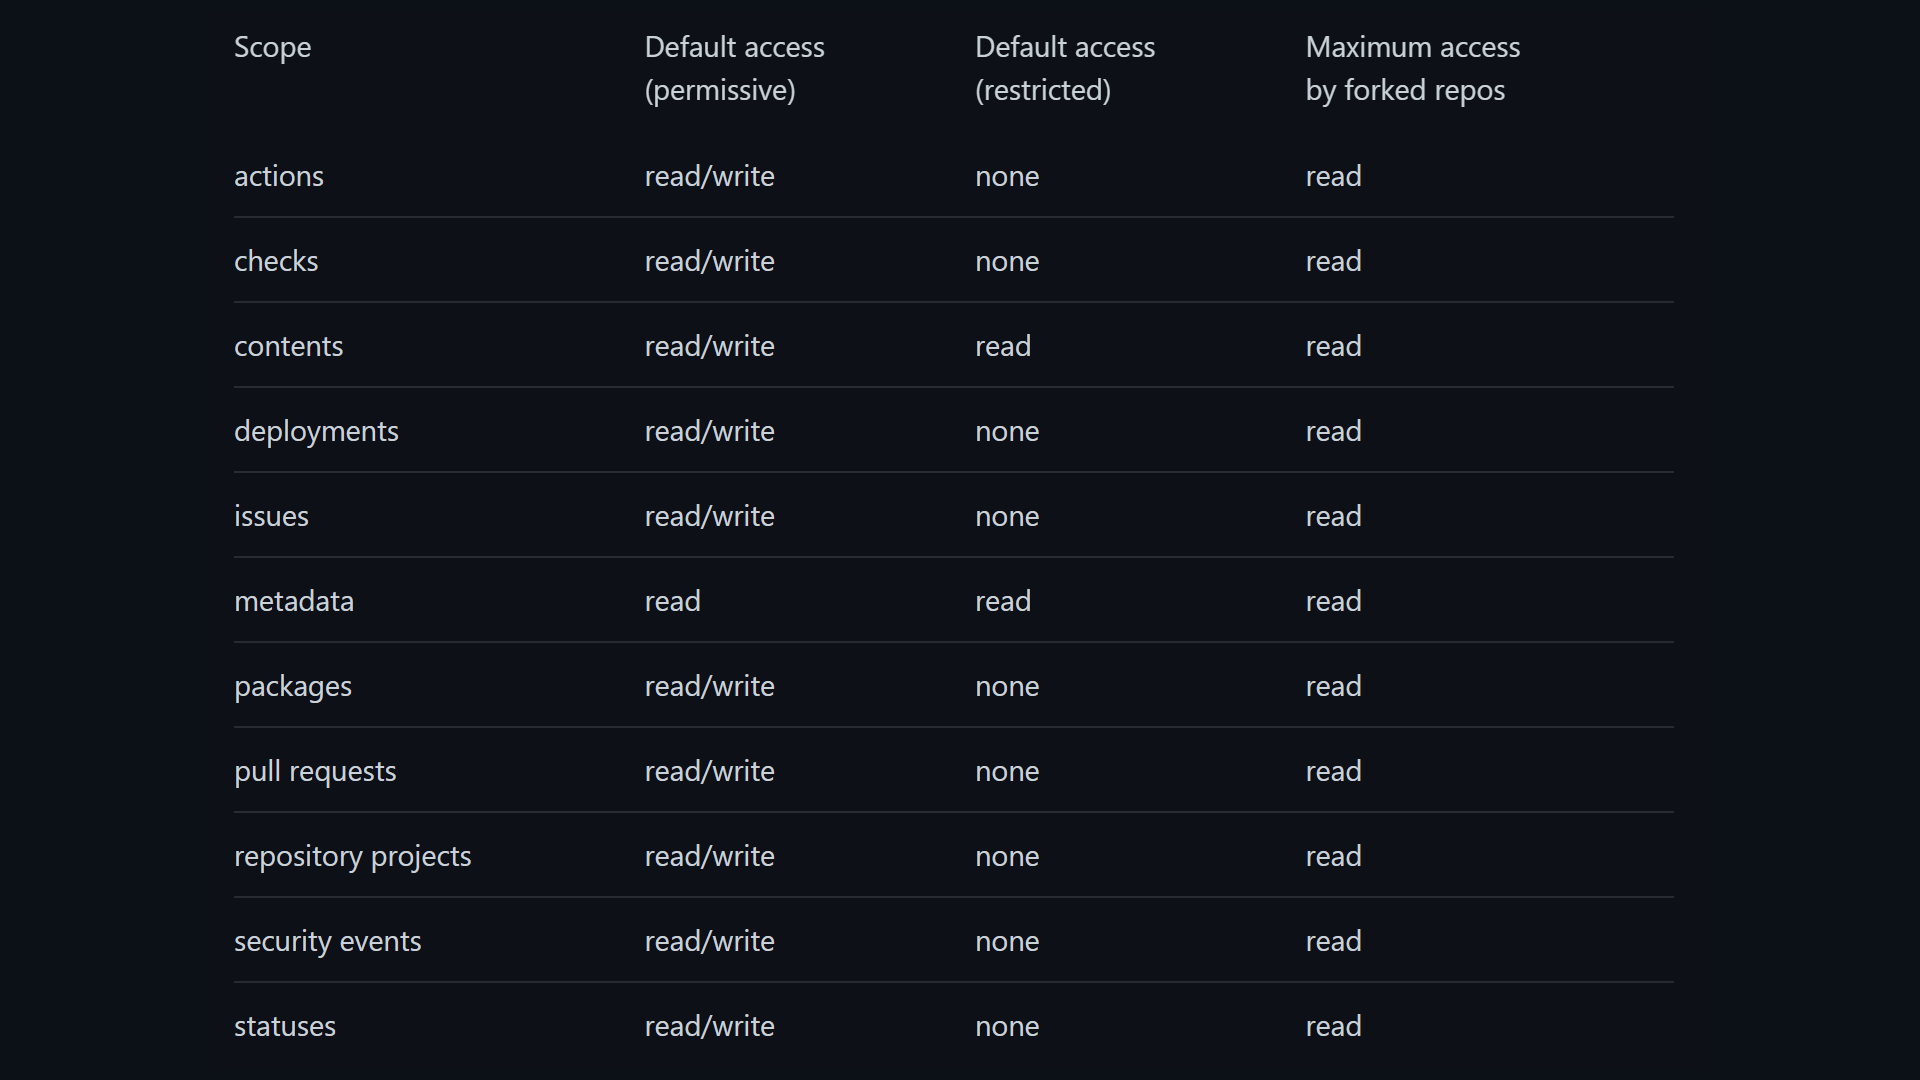 Scope Default access Default access Maximum access
(permissive) (restricted) by forked repos
actions read/write none read
checks read/write none read
contents read/write read read
deployments read/write none read
issues read/write none read
metadata read read read
packages read/write none read
pull requests read/write none read
repository projects read/write none read
security events read/write none read
statuses read/write none read